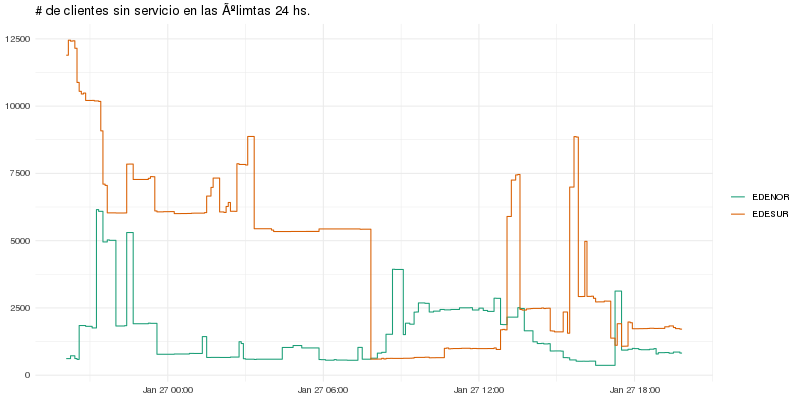 # de clientes sin servicio en las Ãºlimtas 24 hs.
12500
10000
7500
5000
2500
0
Jan 27 00:00
Jan 27 06:00
Jan 27 12:00
Jan 27 18:00
EDENOR
EDESUR